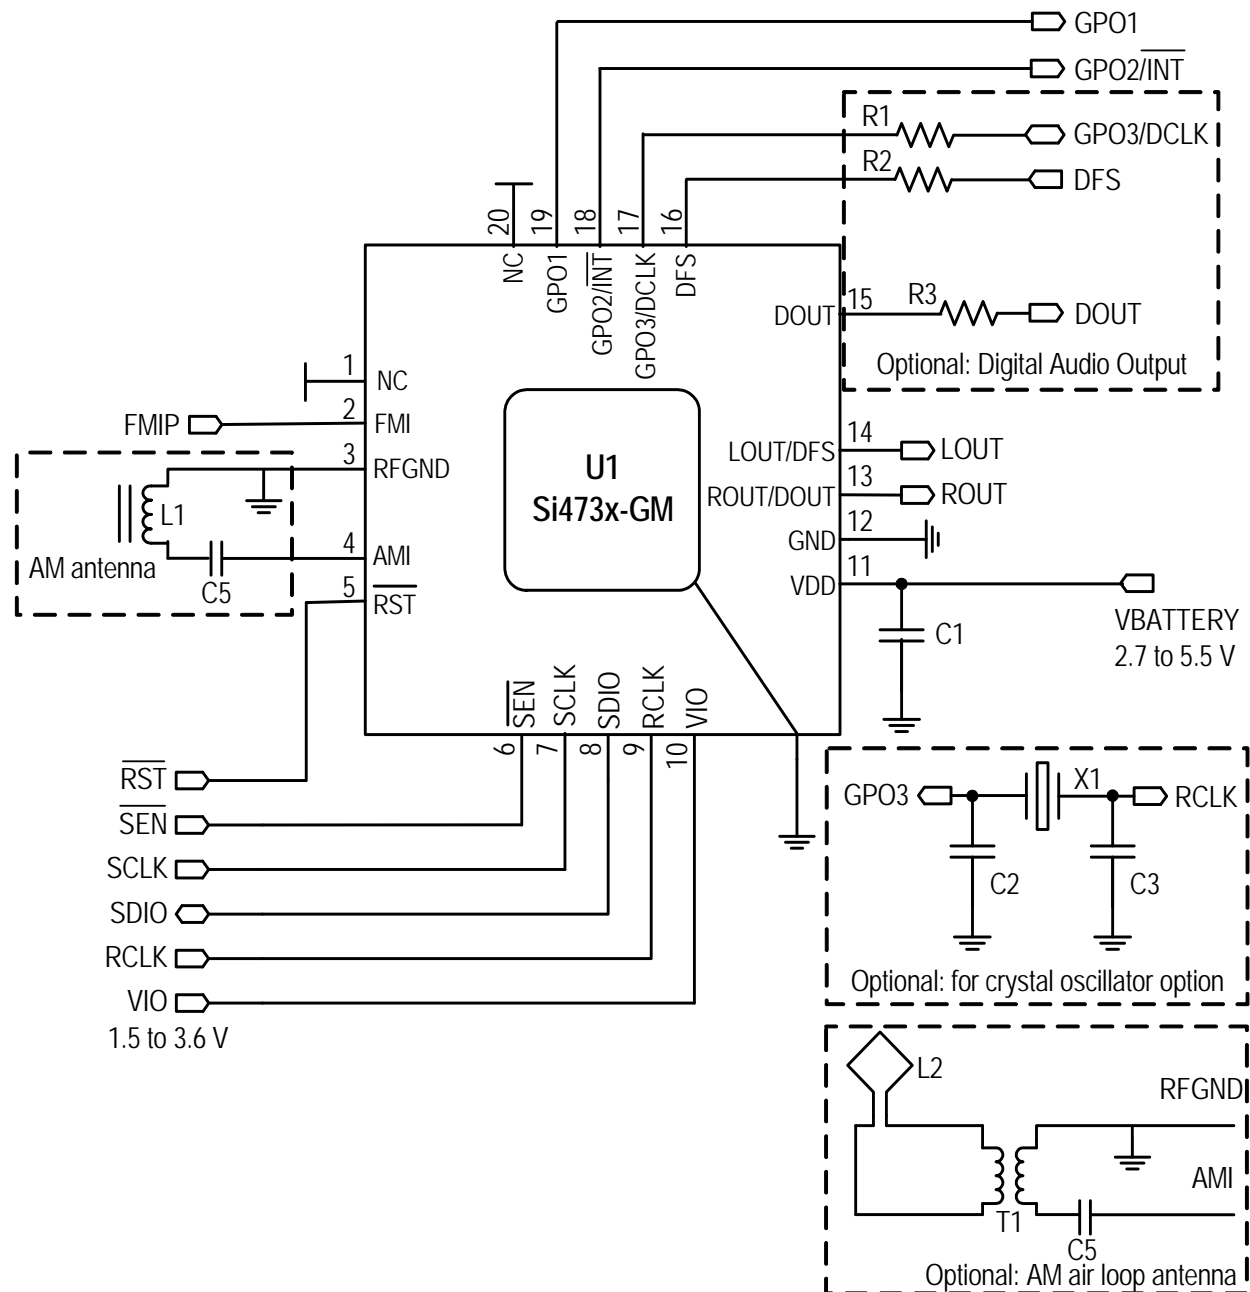 GPO1
GPO2/INT
R1
GPO3/DCLK
R2
DFS
20
19
18
17
16
NC
GPO1
GPO2/INT
GPO3/DCLK
DFS
DOUT
15
R3
DOUT
Optional: Digital Audio Output
1
NC
FMIP
2
FMI
3
RFGND
L1
4
AMI
AM antenna
C5
5
RST
U1
Si473x-GM
LOUT/DFS
14
LOUT
ROUT/DOUT
13
ROUT
GND
12
VDD
11
C1
VBATTERY
2.7 to 5.5 V
SEN
SCLK
SDIO
RCLK
VIO
6
7
8
9
10
RST
SEN
SCLK
SDIO
RCLK
VIO
1.5 to 3.6 V
GPO3
X1
RCLK
C2
C3
Optional: for crystal oscillator option
L2
RFGND
AMI
T1
C5
Optional: AM air loop antenna